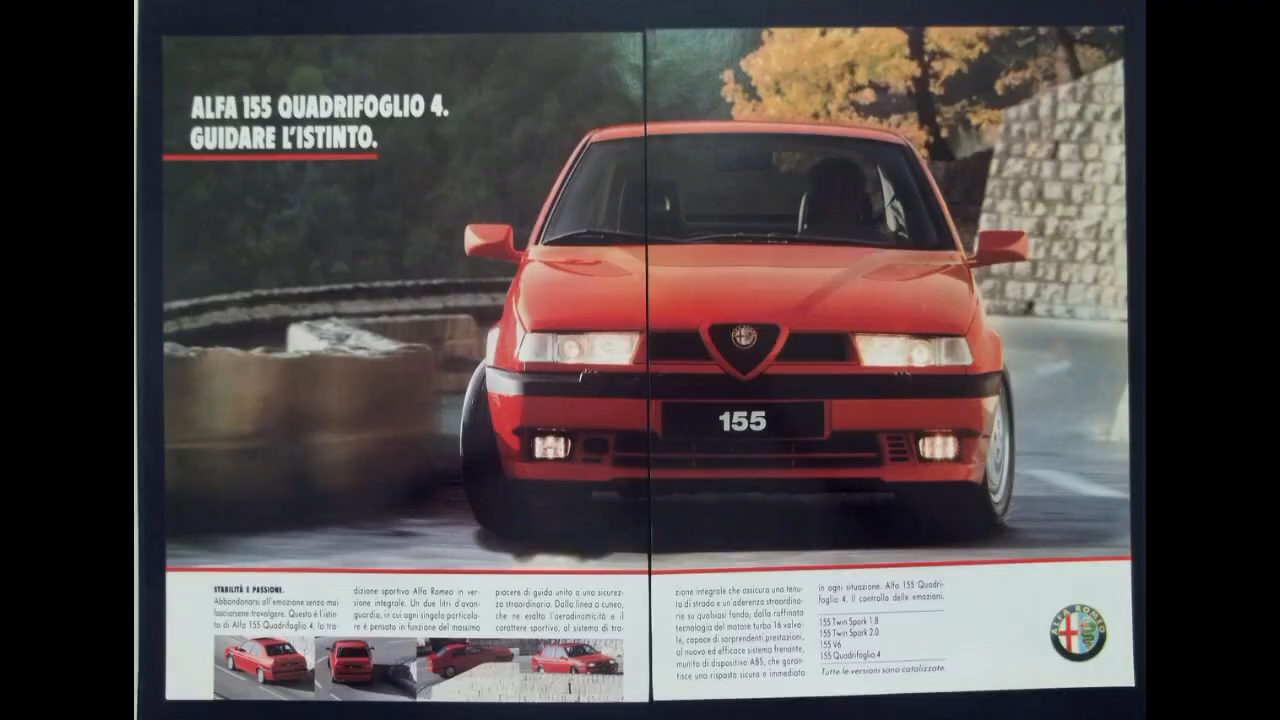 ALFA 155 QUADRIFOGLIO 4.
GUIDARE L'ISTINTO.
155
STABILITÀ E PASSIONE.
Abbandonarsi all'emozione senza mai
lasciarsene travolgere. Questo è l'istin-
to di Alfa 155 Quadrifoglio 4, la tra-
dizione sportiva Alfa Romeo in ver-
sione integrale. Un due litri d'avan-
guardia, in cui ogni singolo particola-
re è pensato in funzione del massimo
piacere di guida unito a una sicurez-
za straordinaria. Dalla linea a cuneo,
che ne esalta l'aerodinamicità e il
carattere sportivo, al sistema di tra-
zione integrale che assicura una tenu-
ta di strada e un'aderenza straordina-
rie su qualsiasi fondo; dalla raffinata
tecnologia del motore turbo 16 valvo-
le, capace di sorprendenti prestazioni,
al nuovo ed efficace sistema frenante,
munito di dispositivo ABS, che garan-
tisce una risposta sicura e immediata
in ogni situazione. Alfa 155 Quadri-
foglio 4. Il controllo delle emozioni.
155 Twin Spark 1.8
155 Twin Spark 2.0
155 V6
155 Quadrifoglio 4
Tutte le versioni sono catalizzate.
ALFA ROMEO